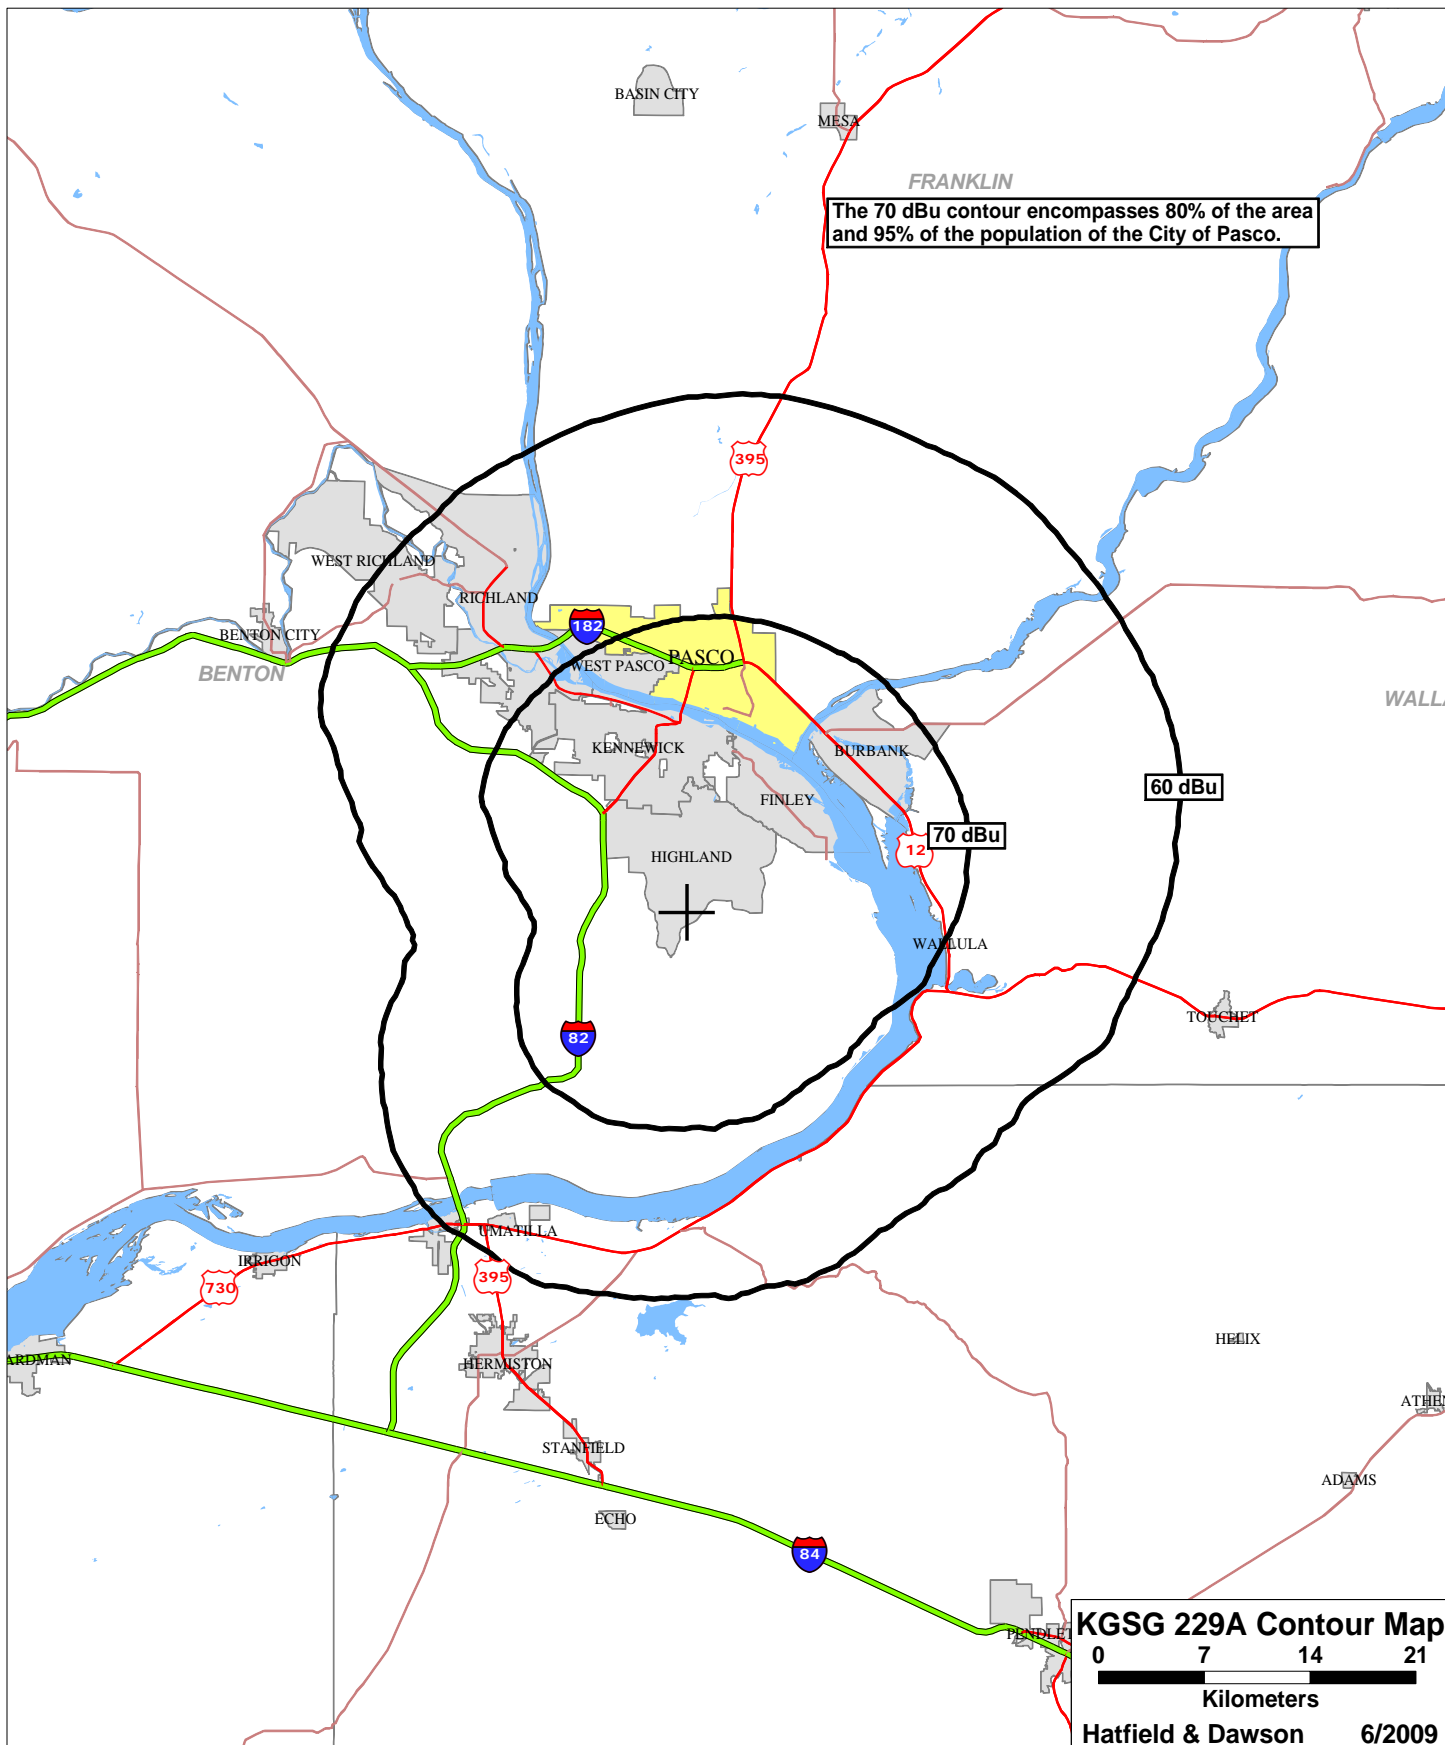 BASIN CITY
MESA
FRANKLIN
The 70 dBu contour encompasses 80% of the area
and 95% of the population of the City of Pasco.
395
WEST RICHLAND
RICHLAND
182
BENTON CITY
BENTON
WEST PASCO
PASCO
WALLA
KENNEWICK
BURBANK
60 dBu
FINLEY
70 dBu
12
HIGHLAND
WALLULA
TOUCHET
82
UMATILLA
IRRIGON
395
730
HELIX
ARDMAN
HERMISTON
ATHEN
STANFIELD
ADAMS
ECHO
84
PENDLET
KGSG 229A Contour Map
0 7 14 21
Kilometers
Hatfield & Dawson 6/2009